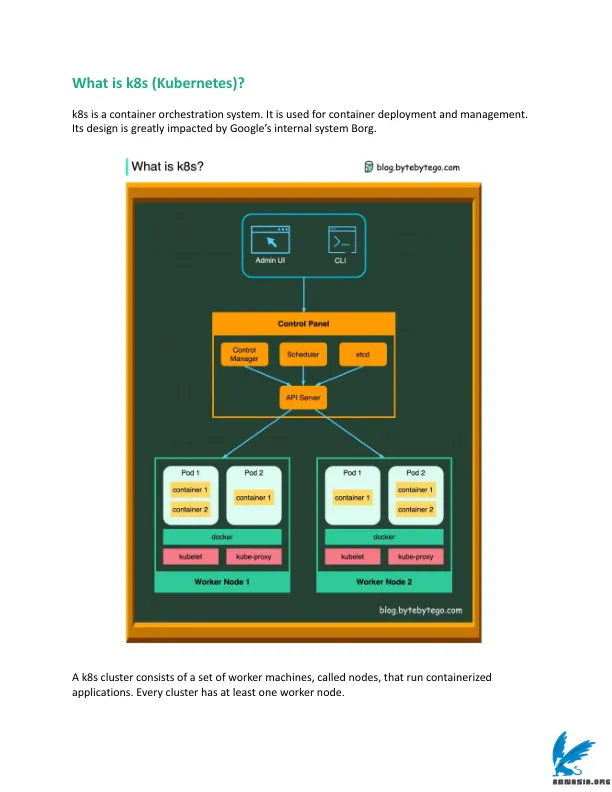 What is k8s (Kubernetes)?
k8s is a container orchestration system. It is used for container deployment and management.
Its design is greatly impacted by Google’s internal system Borg.
What is k8s?
blog.bytebytego.com
Admin UI
CLI
Control Panel
Control
Manager
Scheduler
etcd
API Server
Pod 1
container 1
container 2
Pod 2
container 1
docker
kubelet
kube-proxy
Worker Node 1
Pod 1
container 1
Pod 2
container 1
container 2
docker
kubelet
kube-proxy
Worker Node 2
blog.bytebytego.com
A k8s cluster consists of a set of worker machines, called nodes, that run containerized
applications. Every cluster has at least one worker node.
ABNASIA.ORG